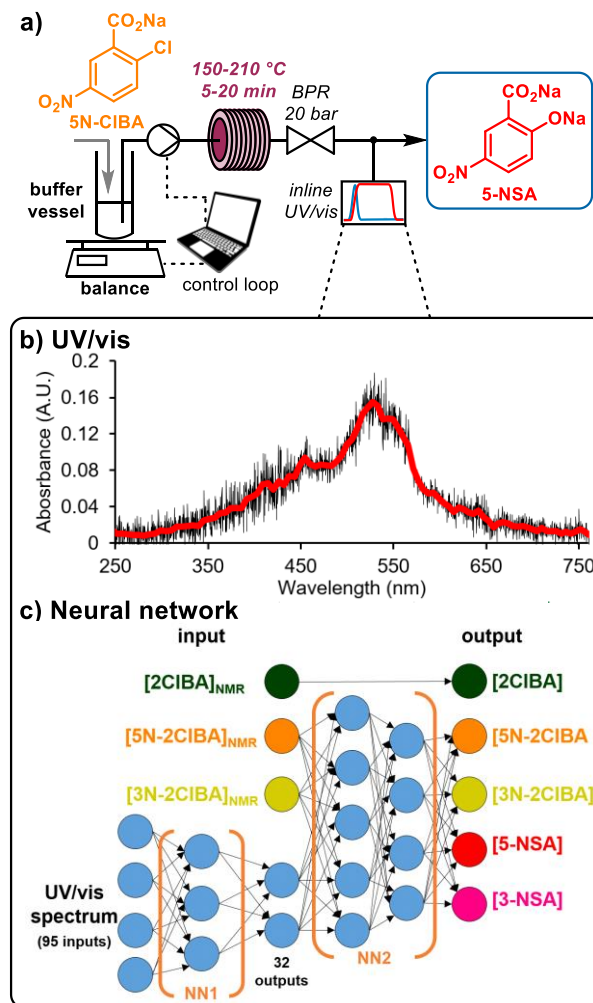 a)
CO₂Na
Cl
O₂N
5N-ClBA
150-210 °C
5-20 min
BPR
20 bar
CO₂Na
ONa
O₂N
5-NSA
buffer
vessel
inline
UV/vis
balance
control loop
b) UV/vis
Abosrbance (A.U.)
0.2
0.16
0.12
0.08
0.04
0
250
350
450
550
650
750
Wavelength (nm)
c) Neural network
input
output
[2ClBA]NMR
[2ClBA]
[5N-2ClBA]NMR
[5N-2ClBA
[3N-2ClBA]NMR
[3N-2ClBA]
[5-NSA]
[3-NSA]
UV/vis
spectrum
(95 inputs)
NN1
32
outputs
NN2